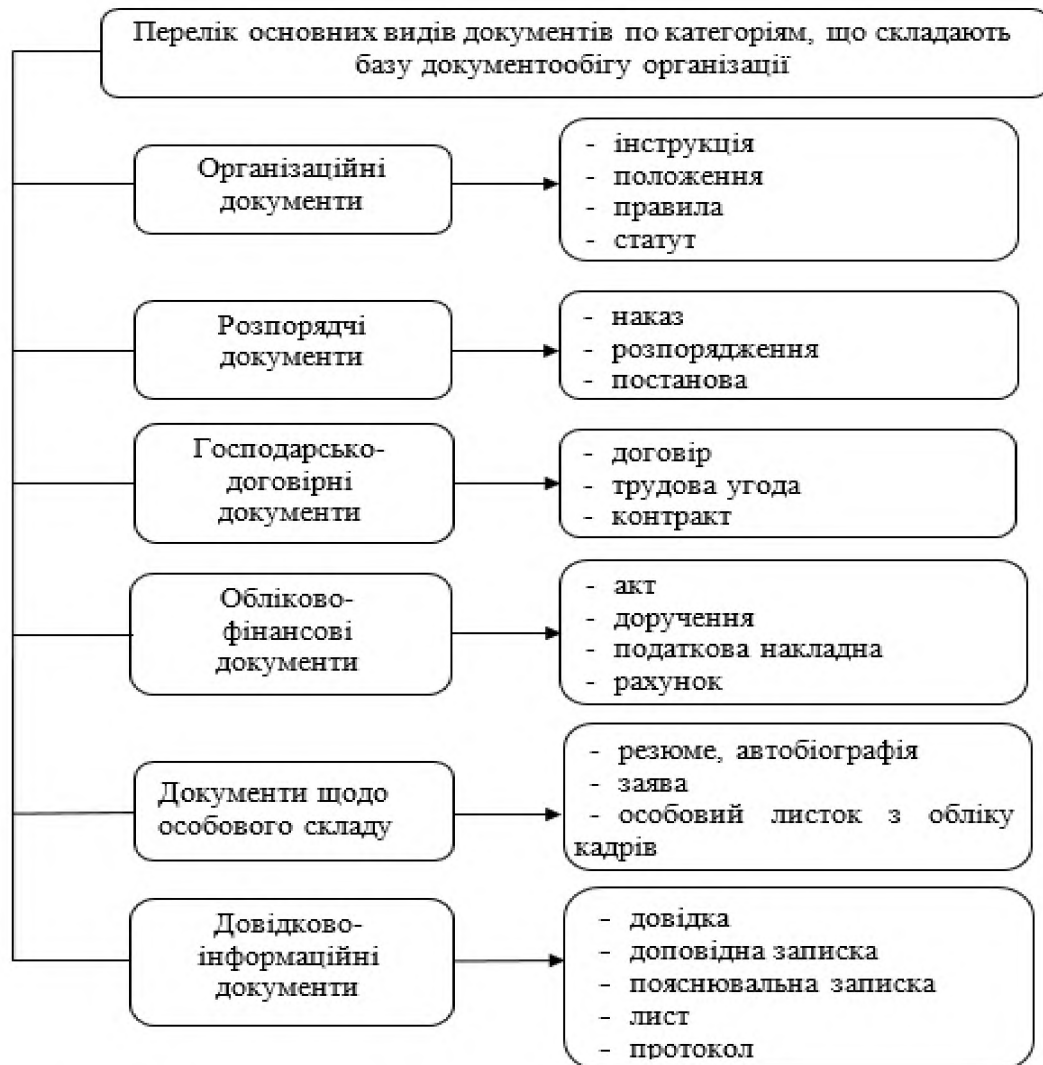 Перелік основних видів документів по категоріям, що складають
базу документообігу організації
Організаційні
документи
- інструкція
- положення
- правила
- статут
Розпорядчі
документи
- наказ
- розпорядження
- постанова
Господарсько-
договірні
документи
- договір
- трудова угода
- контракт
Обліково-
фінансові
документи
- акт
- доручення
- податкова накладна
- рахунок
Документи щодо
особового складу
- резюме, автобіографія
- заява
- особовий листок з обліку
кадрів
Довідково-
інформаційні
документи
- довідка
- доповідна записка
- пояснювальна записка
- лист
- протокол